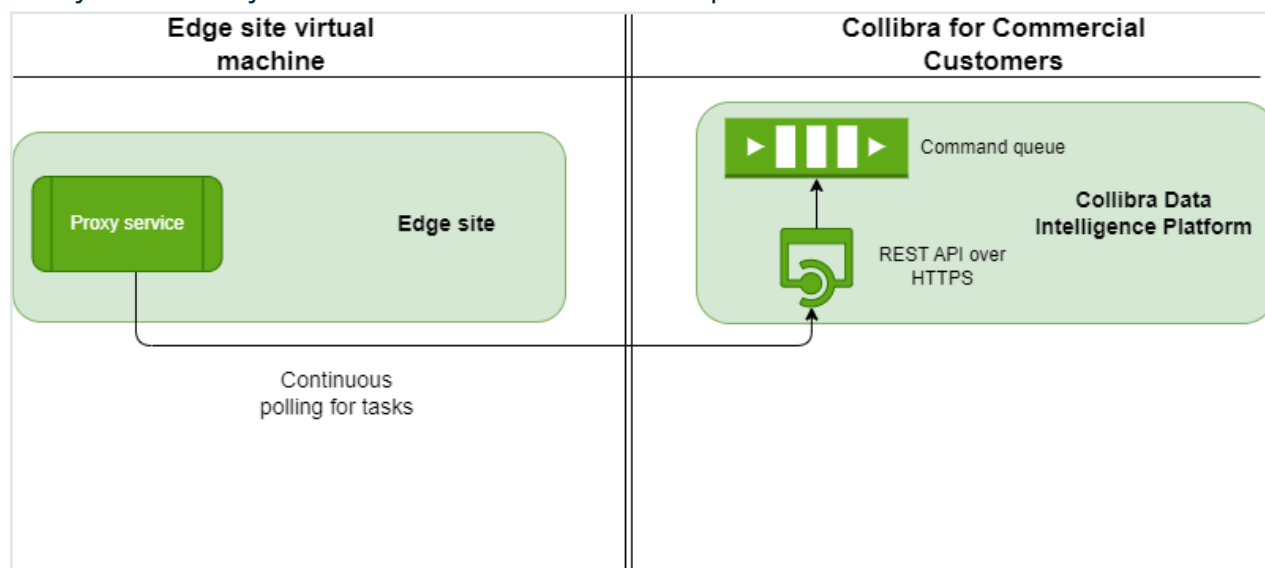 Edge site virtual
machine
Collibra for Commercial
Customers
Command queue
Proxy service
Edge site
Collibra Data
Intelligence Platform
REST API over
HTTPS
Continuous
polling for tasks